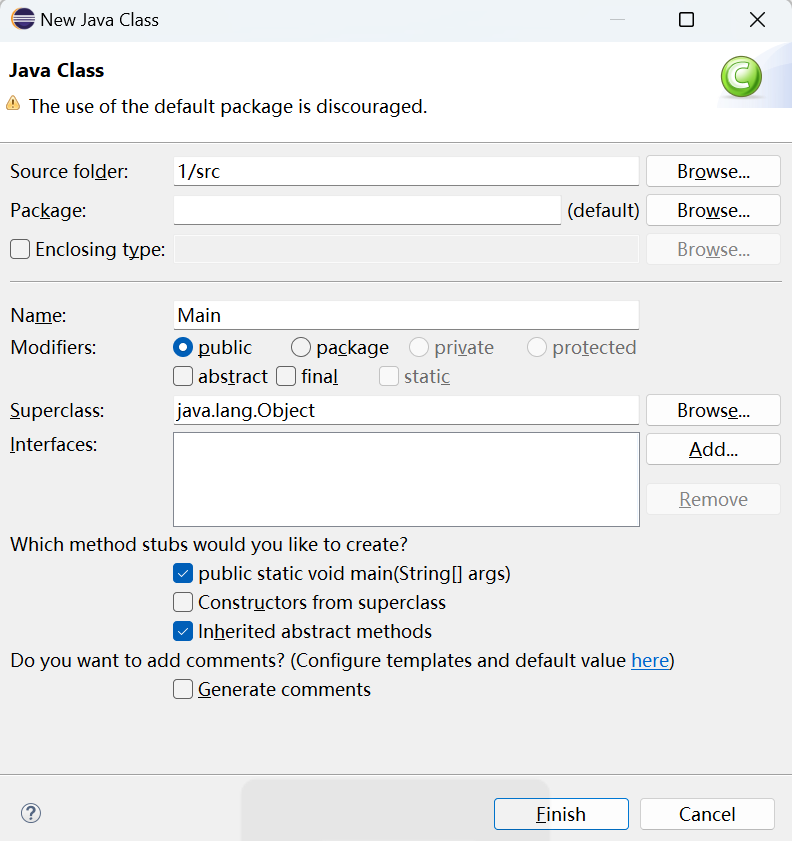 New Java Class
Java Class
The use of the default package is discouraged.
Source folder: 1/src Browse...
Package: (default) Browse...
Enclosing type: Browse...
Name: Main
Modifiers: public package private protected
abstract final static
Superclass: java.lang.Object Browse...
Interfaces: Add...
Remove
Which method stubs would you like to create?
public static void main(String[] args)
Constructors from superclass
Inherited abstract methods
Do you want to add comments? (Configure templates and default value here)
Generate comments
? Finish Cancel